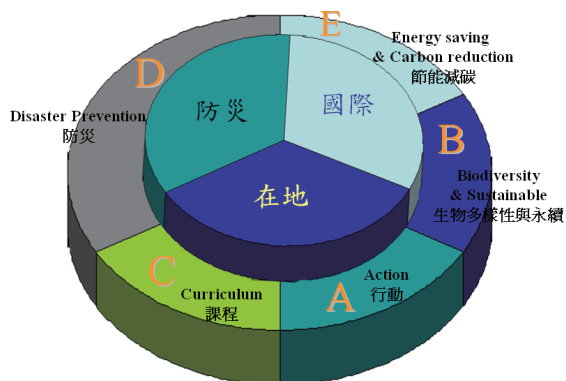 E
Energy saving
& Carbon reduction
節能減碳
D
Disaster Prevention
防災
防災
國際
B
Biodiversity
& Sustainable
生物多樣性與永續
在地
C
Curriculum
課程
A
Action
行動